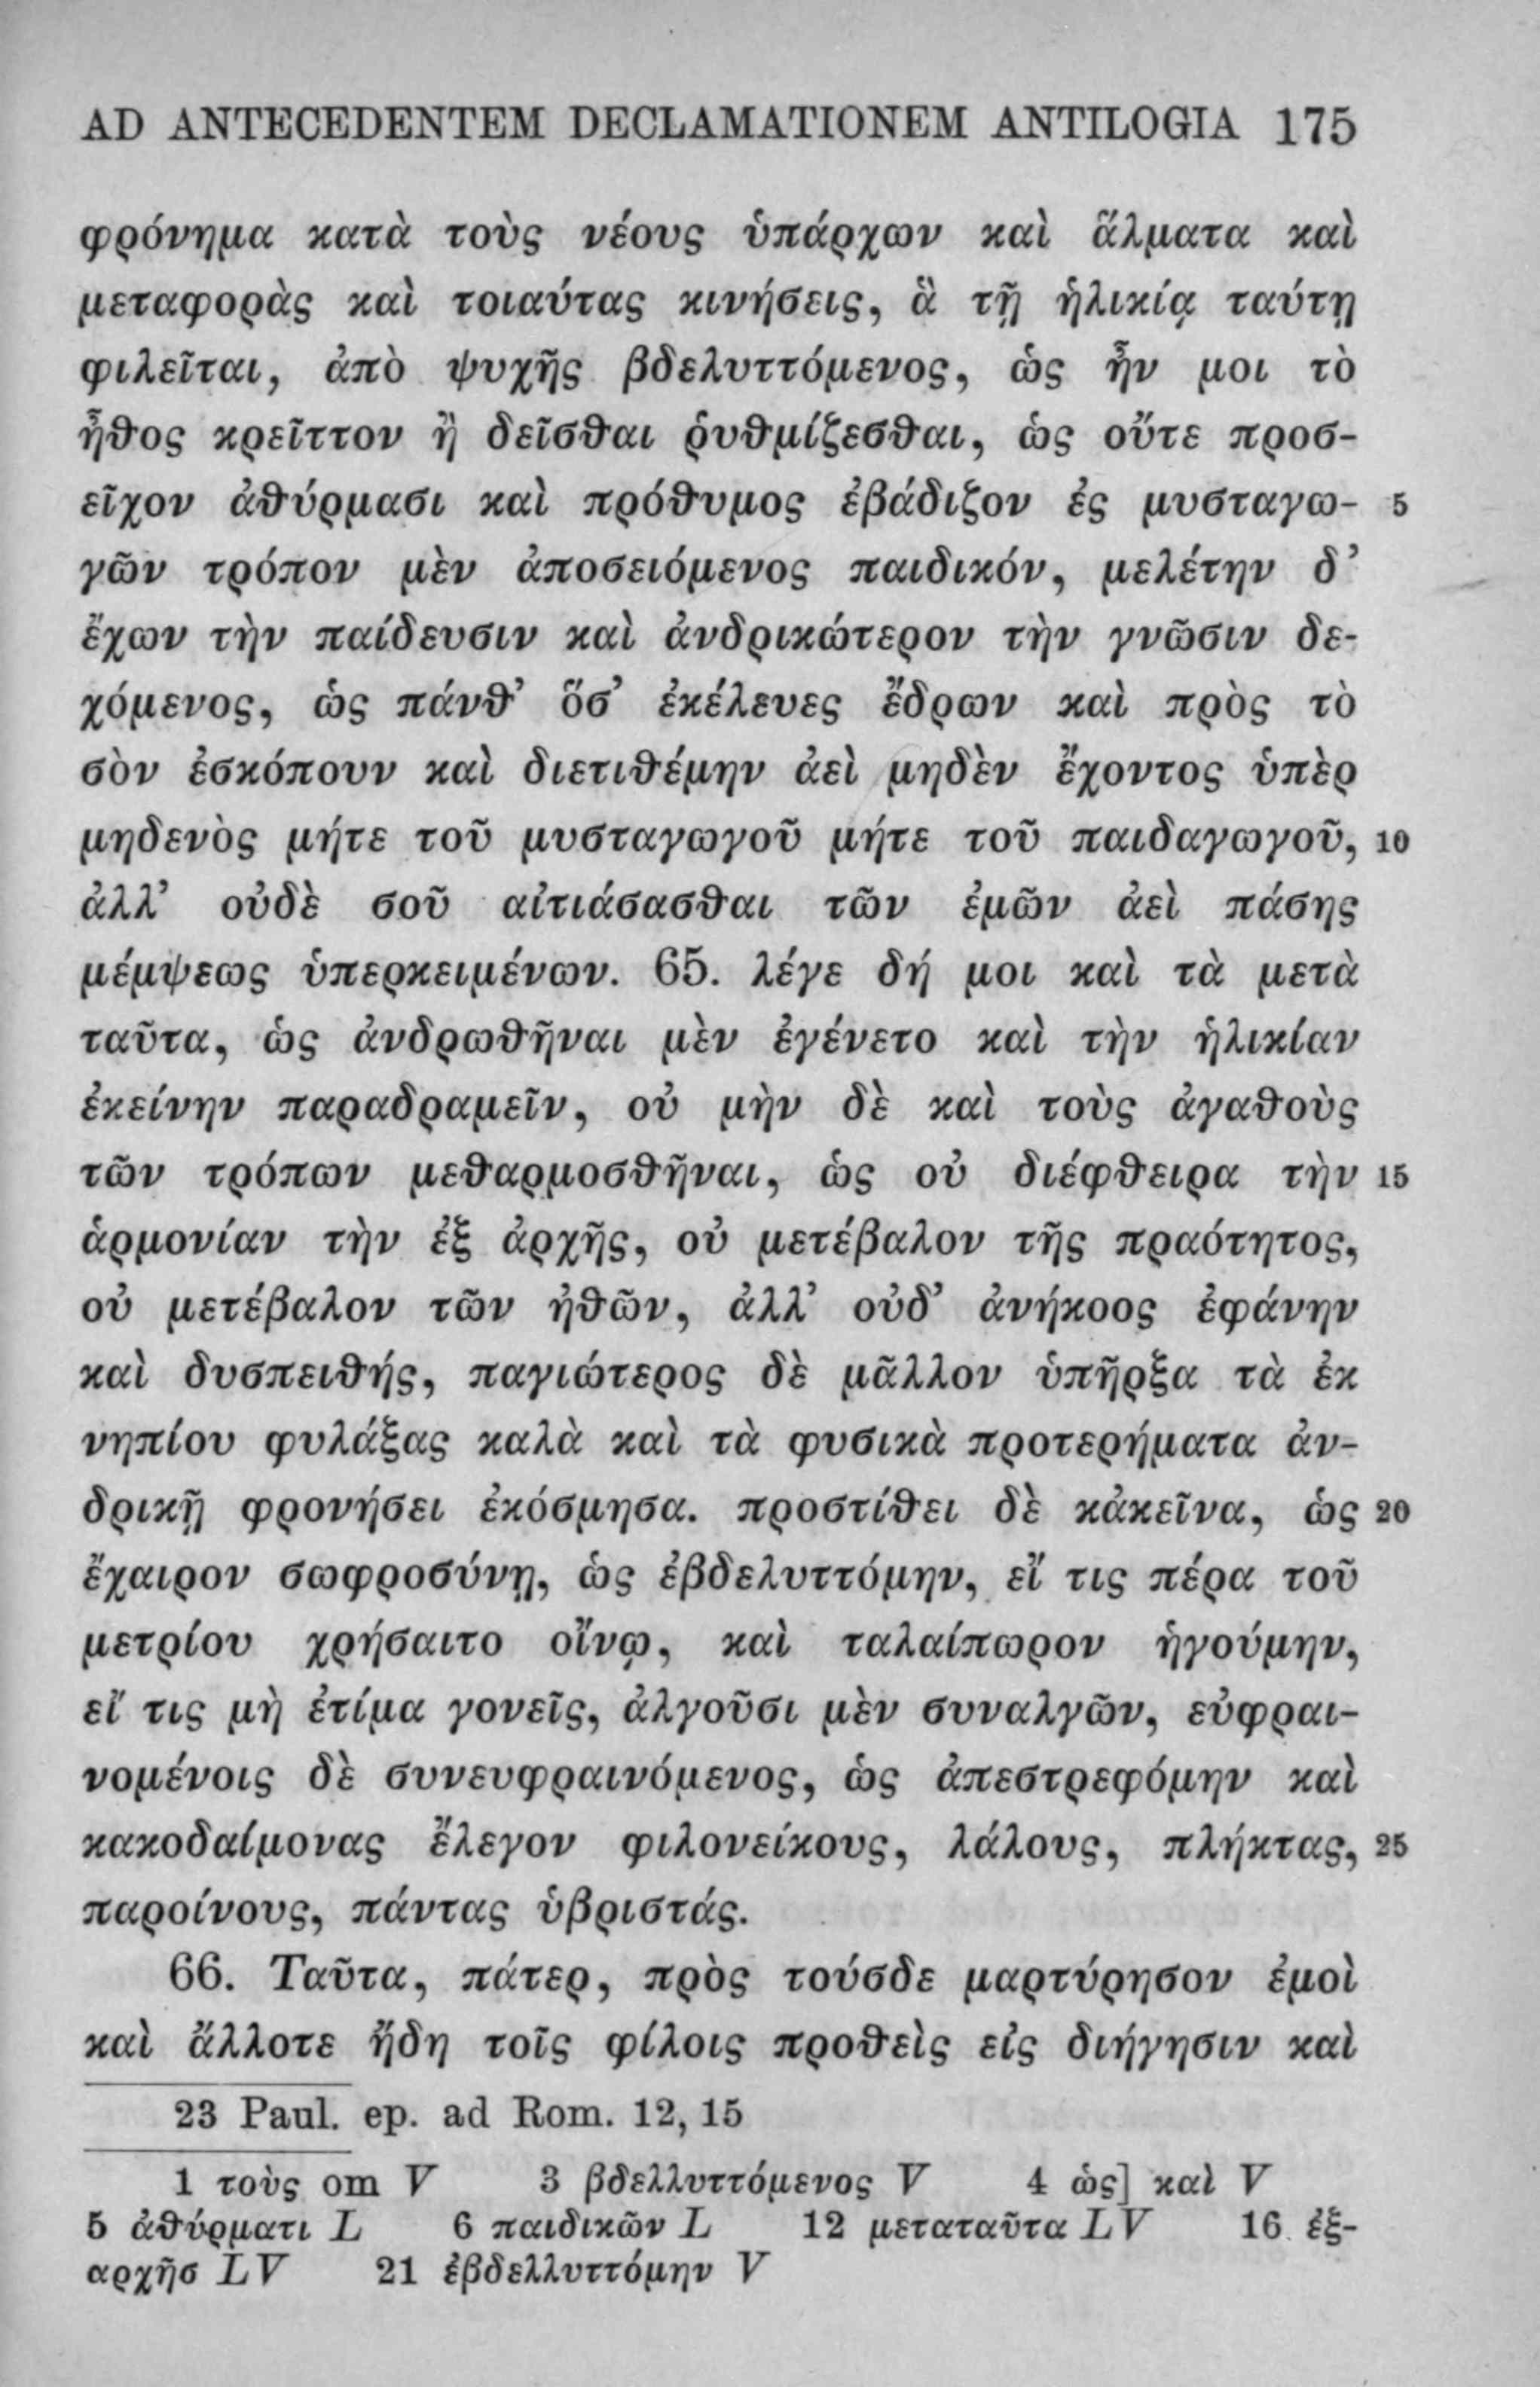 AD ANTECEDENTEM DECLAMATIONEM ANTILOGIA 175
φρόνημα κατὰ τοὺς νέους ὑπάρχων καὶ ἅλματα καὶ
μεταφορὰς καὶ τοιαύτας κινήσεις, ἃ τῇ ἡλικίᾳ ταύτῃ
φιλεῖται, ἀπὸ ψυχῆς βδελυττόμενος, ὡς ἦν μοι τὸ
ἦθος κρεῖττον ἢ δεῖσθαι ῥυθμίζεσθαι, ὡς οὔτε προσ-
εῖχον ἀθύρμασι καὶ πρόθυμος ἐβάδιζον ἐς μυσταγω- 5
γῶν τρόπον μὲν ἀποσειόμενος παιδικόν, μελέτην δ’
ἔχων τὴν παίδευσιν καὶ ἀνδρικώτερον τὴν γνῶσιν δε-
χόμενος, ὡς πάνθ’ ὅσ’ ἐκέλευες ἔδρων καὶ πρὸς τὸ
σὸν ἐσκόπουν καὶ διετιθέμην ἀεὶ μηδὲν ἔχοντος ὑπὲρ
μηδενὸς μήτε τοῦ μυσταγωγοῦ μήτε τοῦ παιδαγωγοῦ, 10
ἀλλ’ οὐδὲ σοῦ αἰτιάσασθαι τῶν ἐμῶν ἀεὶ πάσης
μέμψεως ὑπερκειμένων. 65. λέγε δή μοι καὶ τὰ μετὰ
ταῦτα, ὡς ἀνδρωθῆναι μὲν ἐγένετο καὶ τὴν ἡλικίαν
ἐκείνην παραδραμεῖν, οὐ μὴν δὲ καὶ τοὺς ἀγαθοὺς
τῶν τρόπων μεθαρμοσθῆναι, ὡς οὐ διέφθειρα τὴν 15
ἁρμονίαν τὴν ἐξ ἀρχῆς, οὐ μετέβαλον τῆς πραότητος,
οὐ μετέβαλον τῶν ἠθῶν, ἀλλ’ οὐδ’ ἀνήκοος ἐφάνην
καὶ δυσπειθής, παγιώτερος δὲ μᾶλλον ὑπῆρξα τὰ ἐκ
νηπίου φυλάξας καλὰ καὶ τὰ φυσικὰ προτερήματα ἀν-
δρικῇ φρονήσει ἐκόσμησα. προστίθει δὲ κἀκεῖνα, ὡς 20
ἔχαιρον σωφροσύνῃ, ὡς ἐβδελυττόμην, εἴ τις πέρα τοῦ
μετρίου χρήσαιτο οἴνῳ, καὶ ταλαίπωρον ἡγούμην,
εἴ τις μὴ ἐτίμα γονεῖς, ἀλγοῦσι μὲν συναλγῶν, εὐφραι-
νομένοις δὲ συνευφραινόμενος, ὡς ἀπεστρεφόμην καὶ
κακοδαίμονας ἔλεγον φιλονείκους, λάλους, πλήκτας, 25
παροίνους, πάντας ὑβριστάς.
66. Ταῦτα, πάτερ, πρὸς τούσδε μαρτύρησον ἐμοὶ
καὶ ἄλλοτε ἤδη τοῖς φίλοις προθεὶς εἰς διήγησιν καὶ
23 Paul. ep. ad Rom. 12, 15
1 τοὺς om V 3 βδελλυττόμενος V 4 ὡς] καὶ V
5 ἀθύρματι L 6 παιδικῶν L 12 μεταταῦτα LV 16 ἐξ-
αρχῆσ LV 21 ἐβδελλυττόμην V